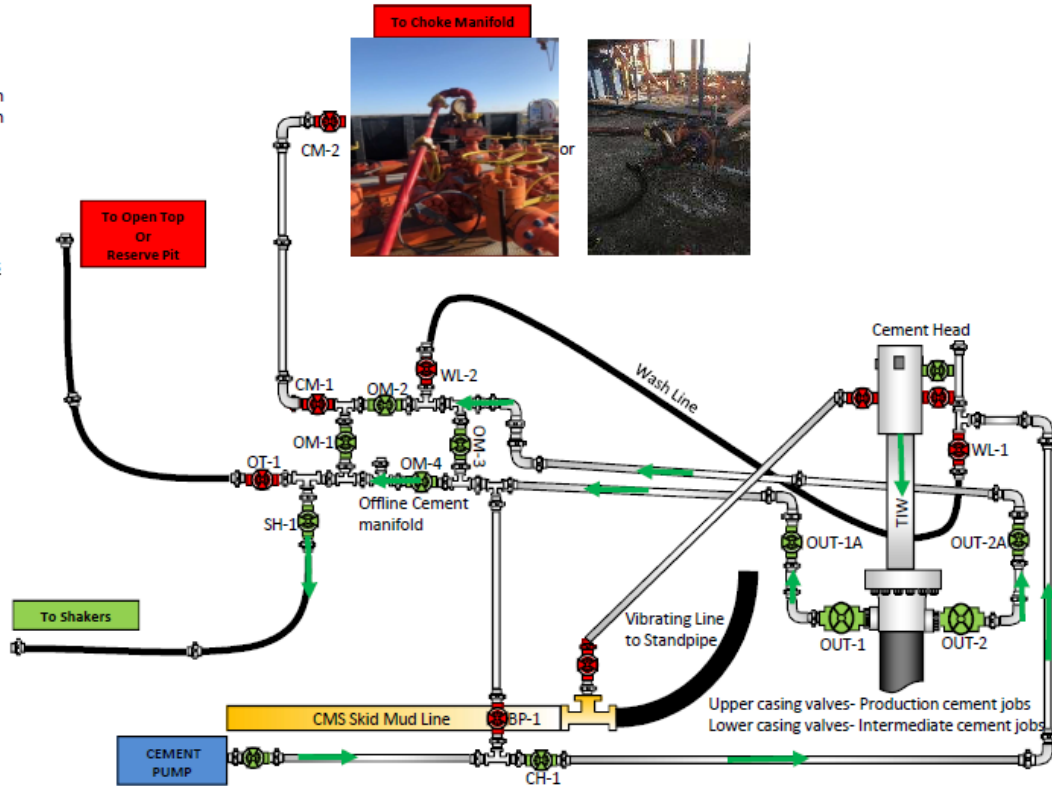 To Choke Manifold
or
CM-2
To Open Top
Or
Reserve Pit
Cement Head
WL-2
Wash Line
CM-1
OM-2
OM-1
OM-3
WL-1
OT-1
OM-4
Offline Cement
manifold
SH-1
TIW
OUT-1A
OUT-2A
To Shakers
Vibrating Line
to Standpipe
OUT-1
OUT-2
Upper casing valves- Production cement jobs
Lower casing valves- Intermediate cement jobs
CMS Skid Mud Line
BP-1
CEMENT
PUMP
CH-1